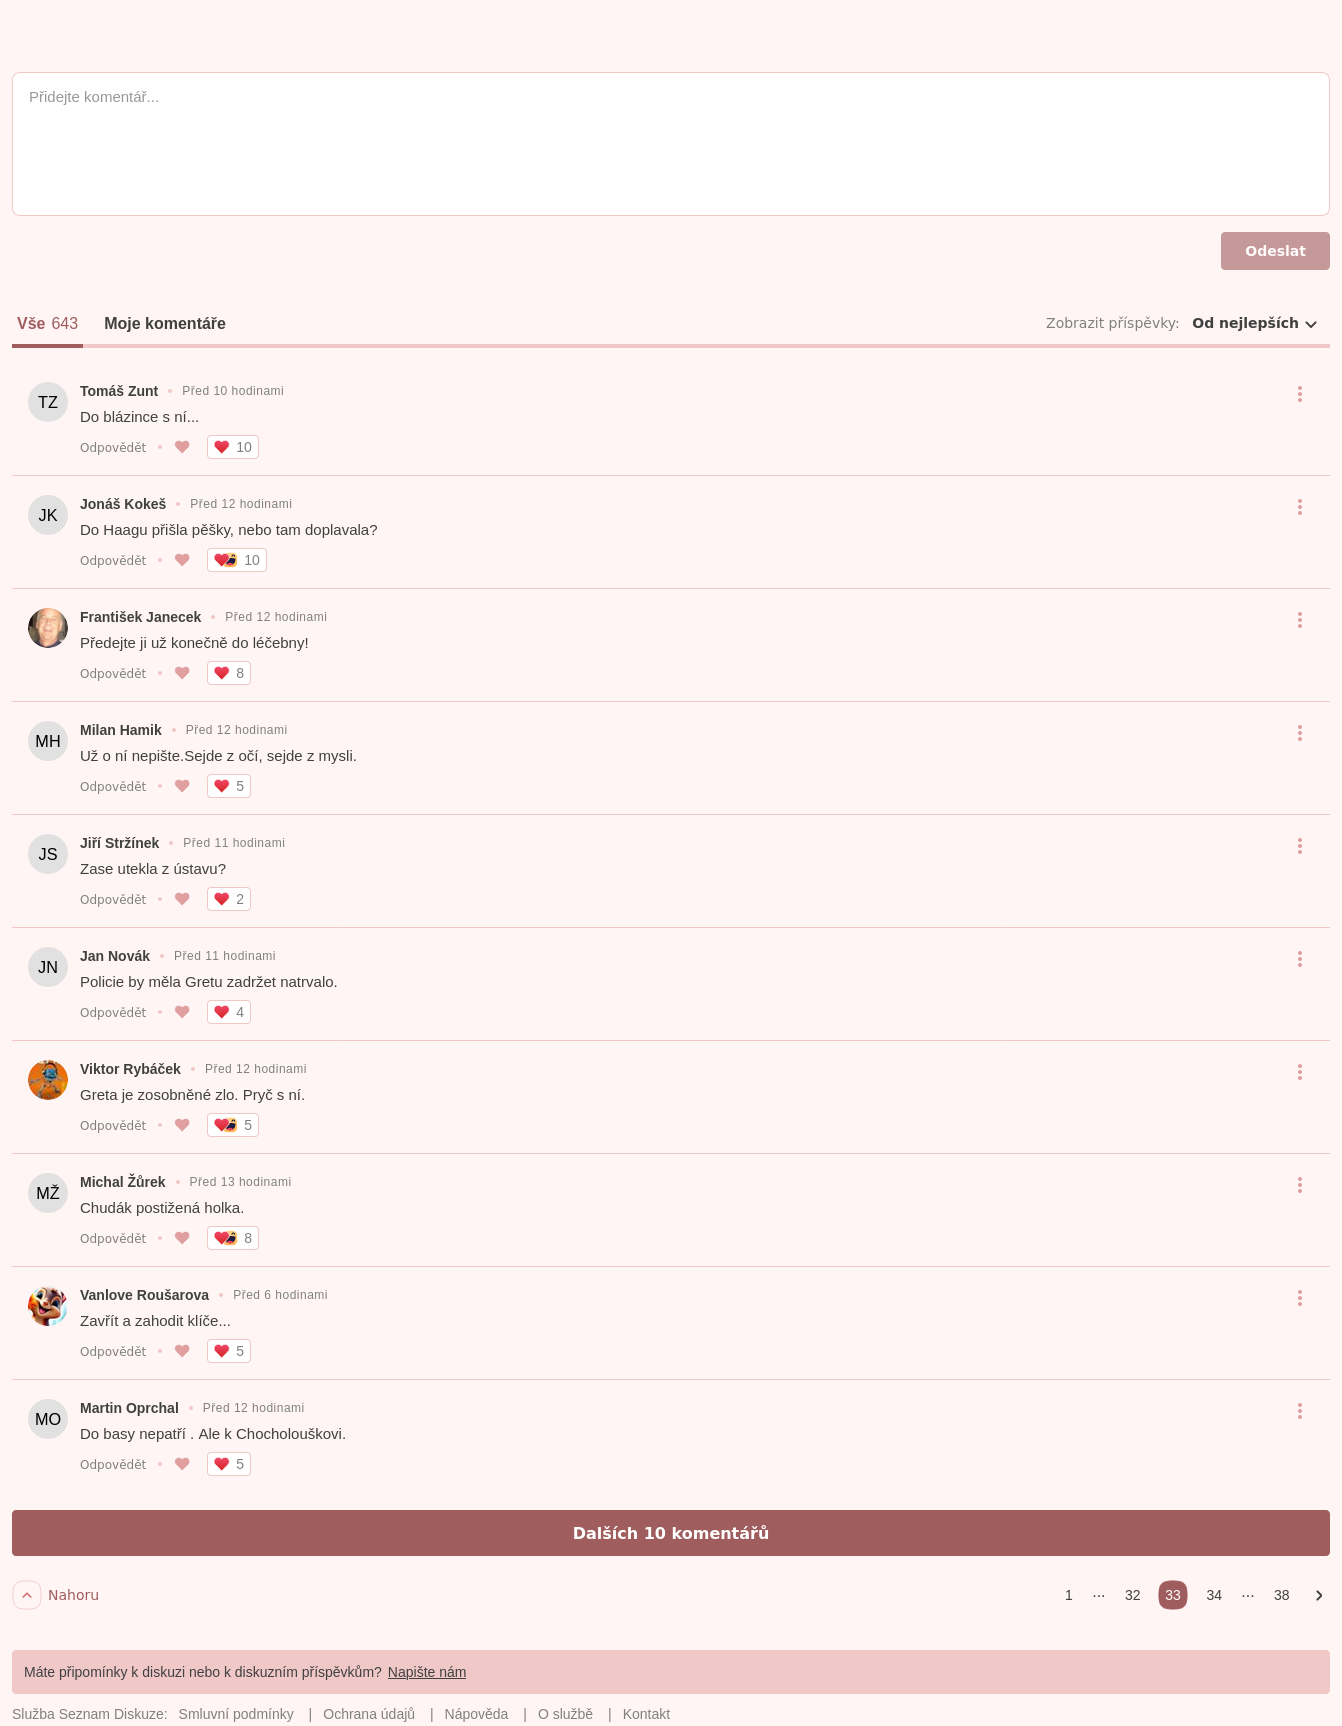 Přidejte komentář...
Odeslat
Vše 643 Moje komentáře Zobrazit příspěvky: Od nejlepších
TZ Tomáš Zunt • Před 10 hodinami
Do blázince s ní...
Odpovědět • 10
JK Jonáš Kokeš • Před 12 hodinami
Do Haagu přišla pěšky, nebo tam doplavala?
Odpovědět • 10
František Janecek • Před 12 hodinami
Předejte ji už konečně do léčebny!
Odpovědět • 8
MH Milan Hamik • Před 12 hodinami
Už o ní nepište.Sejde z očí, sejde z mysli.
Odpovědět • 5
JS Jiří Stržínek • Před 11 hodinami
Zase utekla z ústavu?
Odpovědět • 2
JN Jan Novák • Před 11 hodinami
Policie by měla Gretu zadržet natrvalo.
Odpovědět • 4
Viktor Rybáček • Před 12 hodinami
Greta je zosobněné zlo. Pryč s ní.
Odpovědět • 5
MŽ Michal Žůrek • Před 13 hodinami
Chudák postižená holka.
Odpovědět • 8
Vanlove Roušarova • Před 6 hodinami
Zavřít a zahodit klíče...
Odpovědět • 5
MO Martin Oprchal • Před 12 hodinami
Do basy nepatří . Ale k Chocholouškovi.
Odpovědět • 5
Dalších 10 komentářů
Nahoru 1 ··· 32 33 34 ··· 38
Máte připomínky k diskuzi nebo k diskuzním příspěvkům? Napište nám
Služba Seznam Diskuze: Smluvní podmínky | Ochrana údajů | Nápověda | O službě | Kontakt